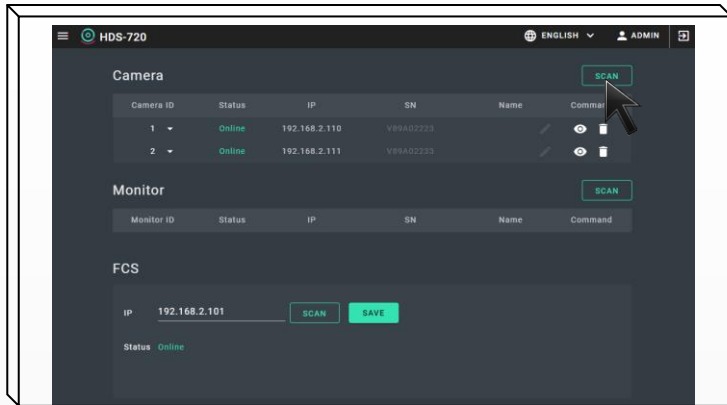 HDS-720 ENGLISH ADMIN
Camera SCAN
Camera ID Status IP SN Name
1 Online 192.168.2.110 V89A02223
2 Online 192.168.2.111 V89A02233
Monitor SCAN
Monitor ID Status IP SN Name Command
FCS
IP 192.168.2.101 SCAN SAVE
Status Online